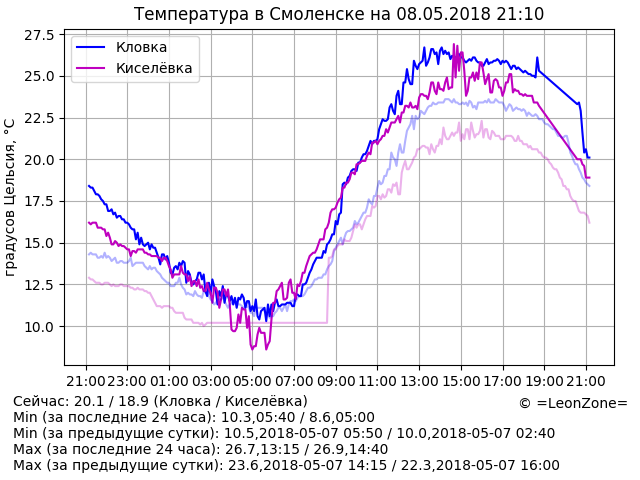 Температура в Смоленске на 08.05.2018 21:10
27.5
25.0
22.5
20.0
17.5
15.0
12.5
10.0
градусов Цельсия, °C
Кловка
Киселёвка
21:00 23:00 01:00 03:00 05:00 07:00 09:00 11:00 13:00 15:00 17:00 19:00 21:00
Сейчас: 20.1 / 18.9 (Кловка / Киселёвка)
© =LeonZone=
Min (за последние 24 часа): 10.3,05:40 / 8.6,05:00
Min (за предыдущие сутки): 10.5,2018-05-07 05:50 / 10.0,2018-05-07 02:40
Max (за последние 24 часа): 26.7,13:15 / 26.9,14:40
Max (за предыдущие сутки): 23.6,2018-05-07 14:15 / 22.3,2018-05-07 16:00